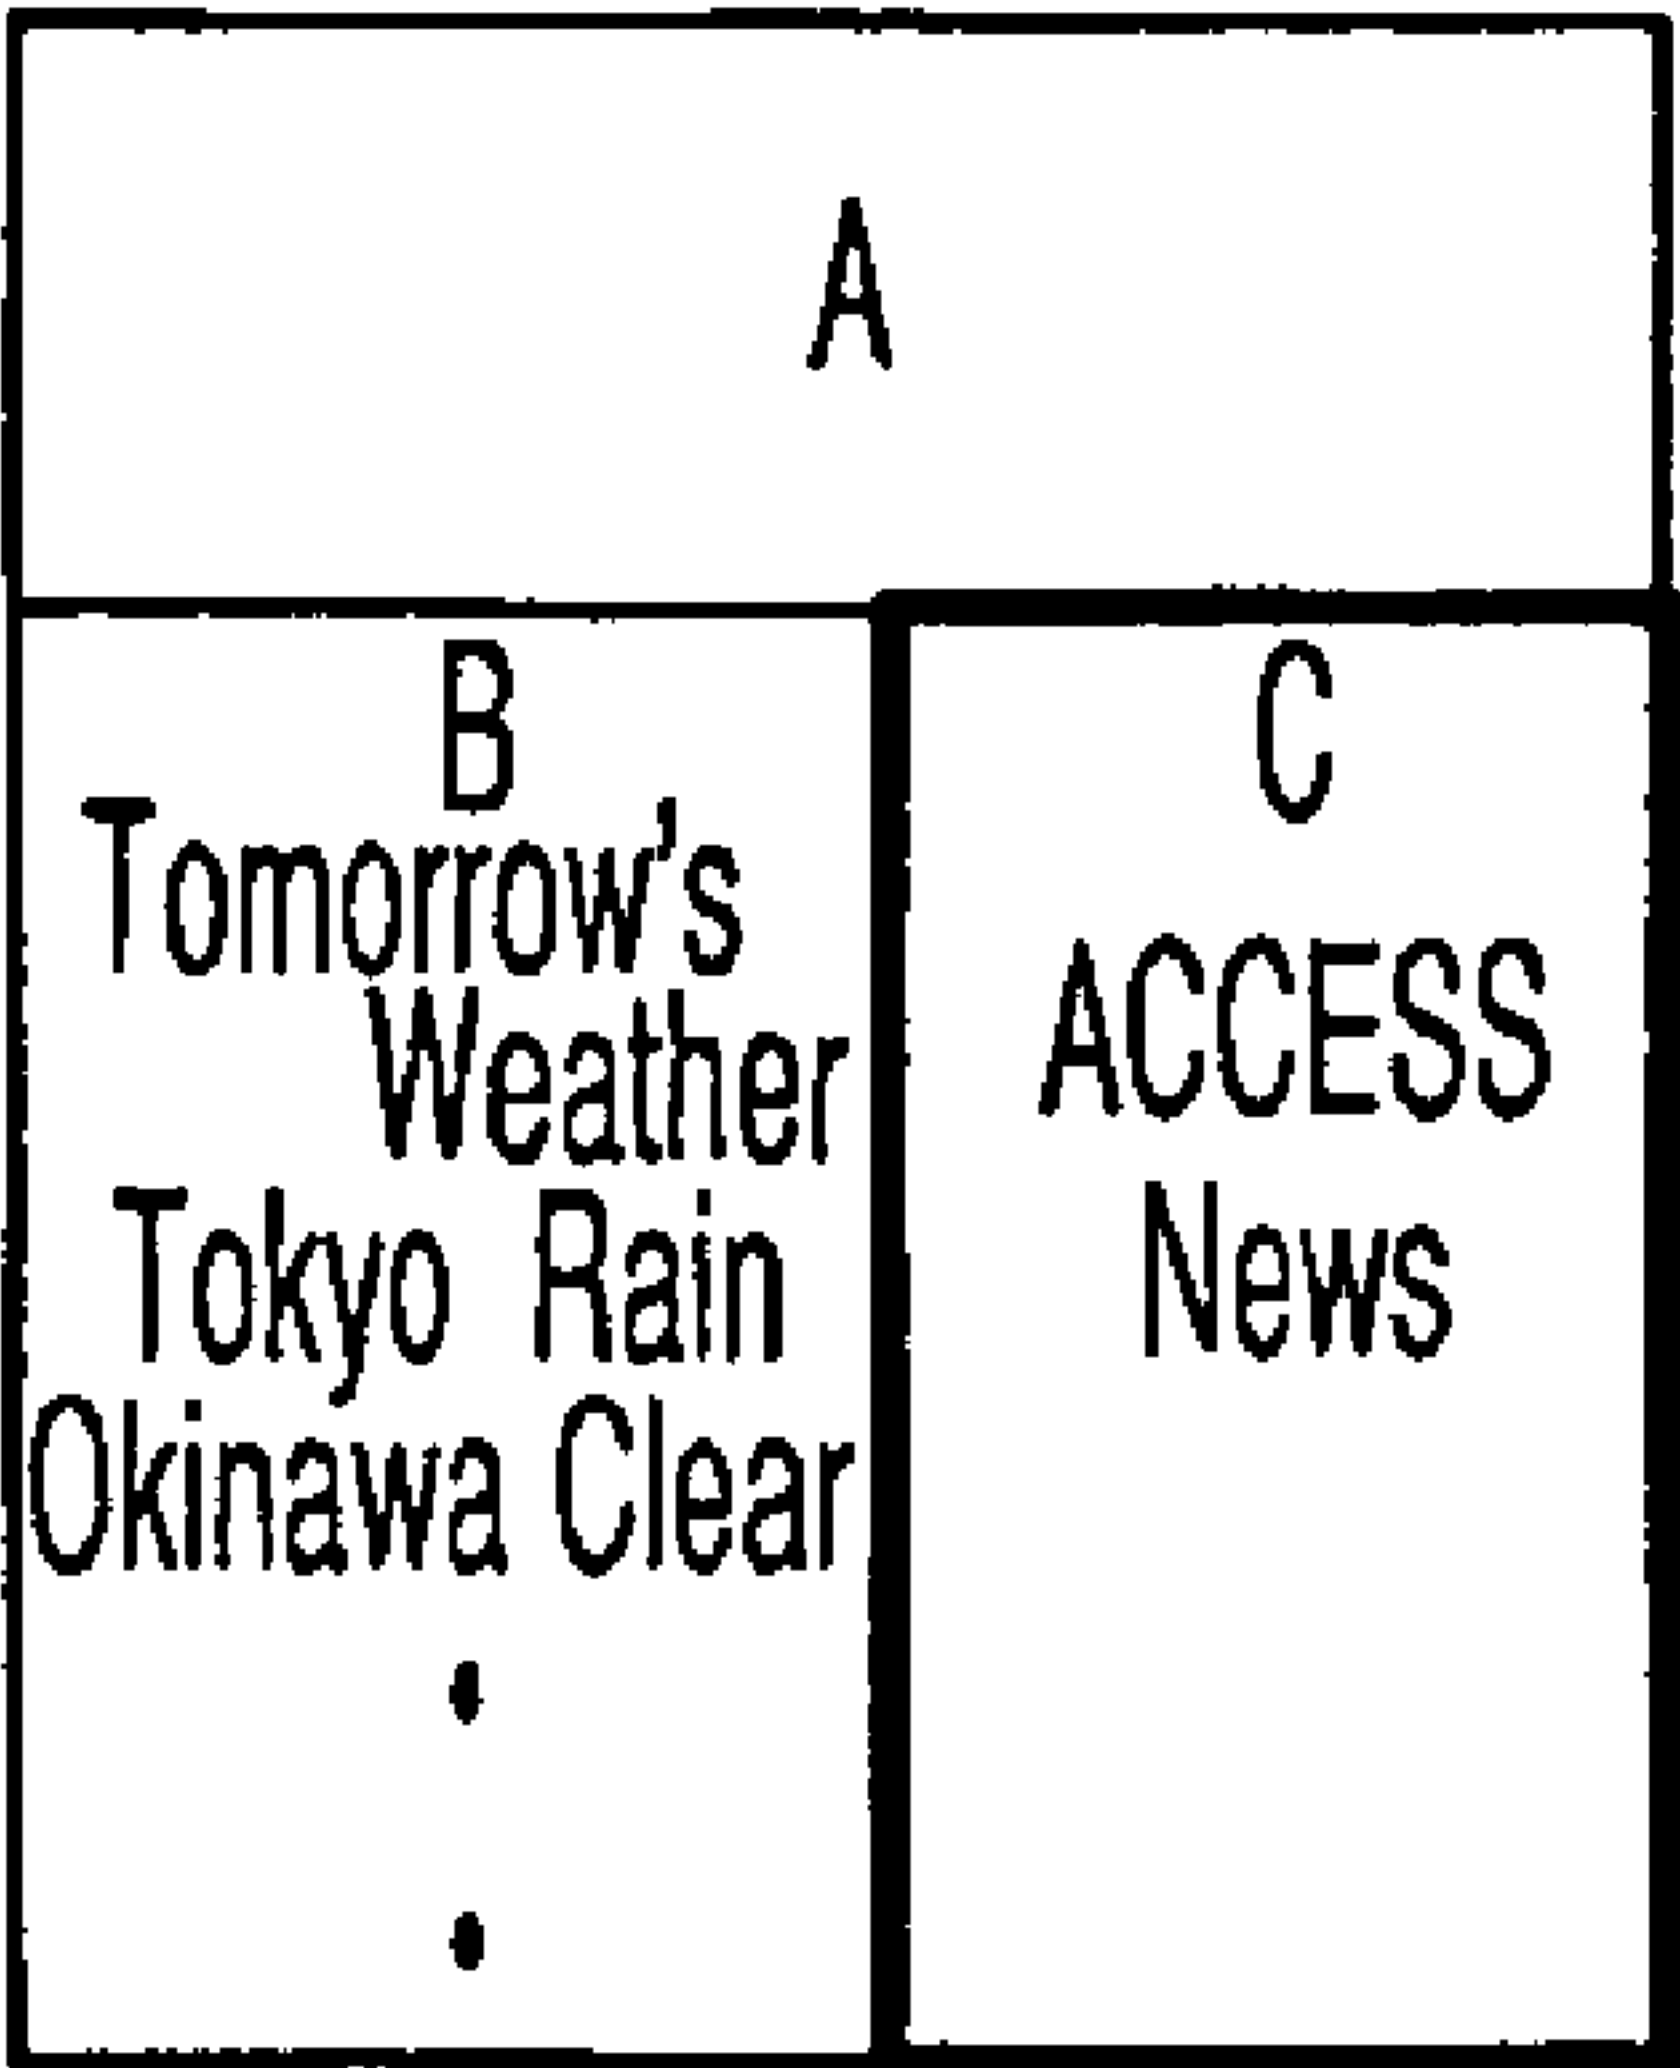 A
B
Tomorrow's
Weather
Tokyo Rain
Okinawa Clear
•
•
C
ACCESS
News